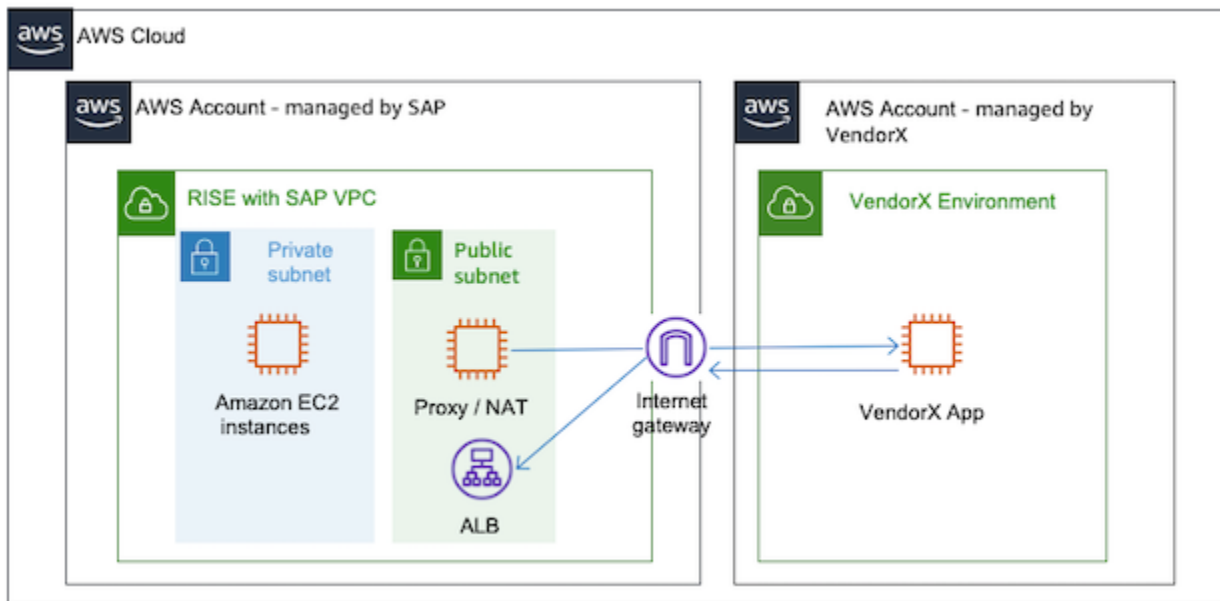 aws
AWS Cloud
aws
AWS Account - managed by SAP
aws
AWS Account - managed by
VendorX
RISE with SAP VPC
Private
subnet
Public
subnet
VendorX Environment
Amazon EC2
instances
Proxy / NAT
Internet
gateway
VendorX App
ALB